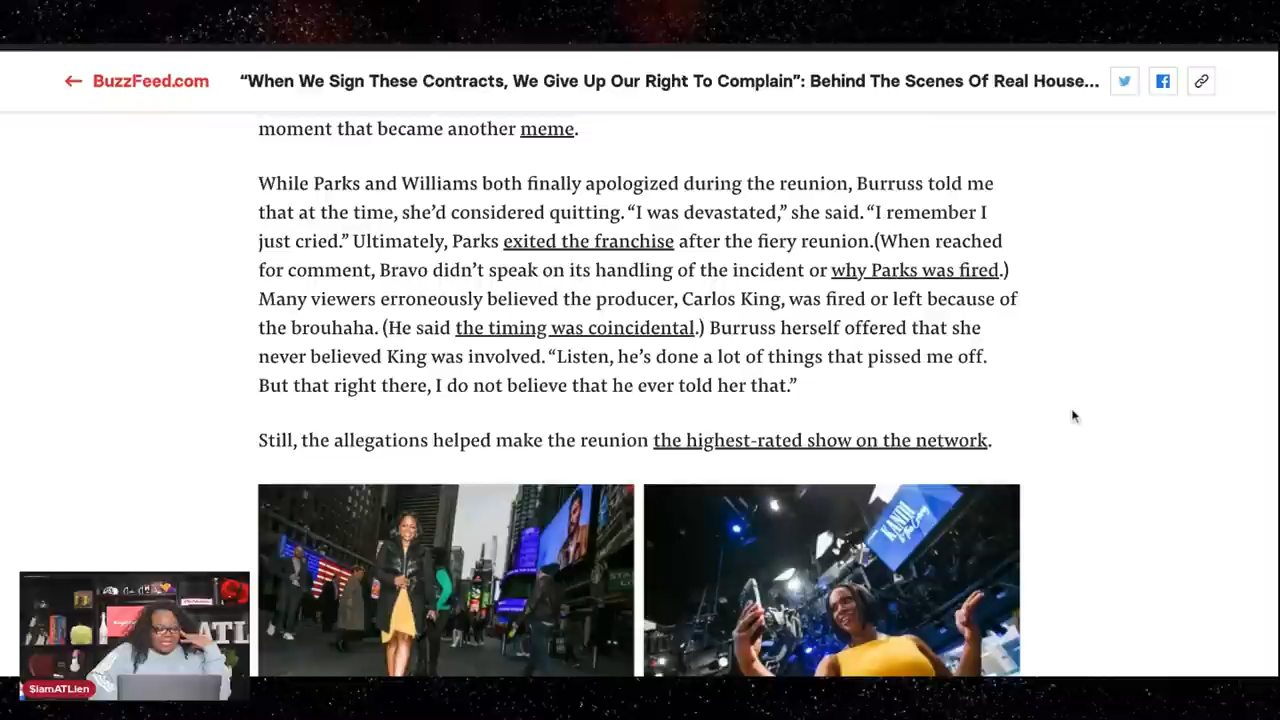 ← BuzzFeed.com
“When We Sign These Contracts, We Give Up Our Right To Complain”: Behind The Scenes Of Real House...
moment that became another meme.
While Parks and Williams both finally apologized during the reunion, Burruss told me
that at the time, she’d considered quitting. “I was devastated,” she said. “I remember I
just cried.” Ultimately, Parks exited the franchise after the fiery reunion.(When reached
for comment, Bravo didn’t speak on its handling of the incident or why Parks was fired.)
Many viewers erroneously believed the producer, Carlos King, was fired or left because of
the brouhaha. (He said the timing was coincidental.) Burruss herself offered that she
never believed King was involved. “Listen, he’s done a lot of things that pissed me off.
But that right there, I do not believe that he ever told her that.”
Still, the allegations helped make the reunion the highest-rated show on the network.
KANDI
ATL
$iamATLien